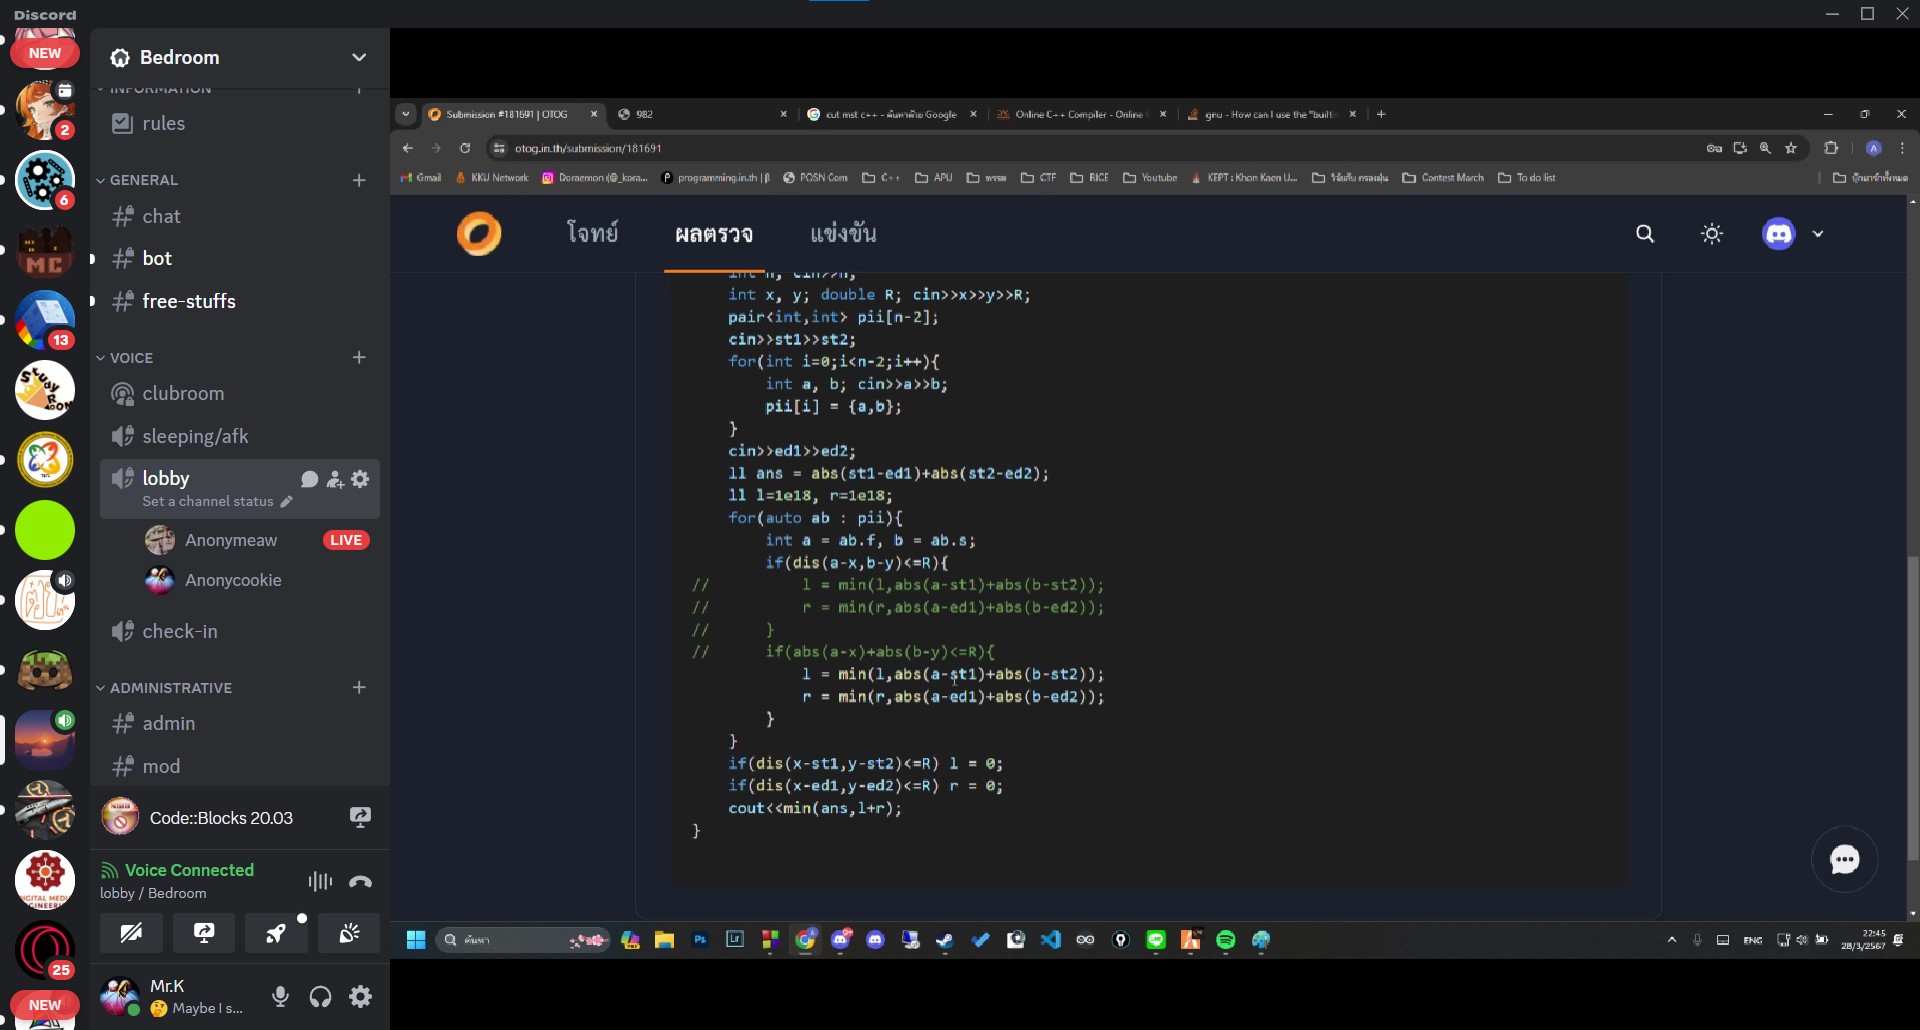 Discord
NEW
2
6
MC
13
STUDY ROOM
25
NEW
Bedroom
INFORMATION
rules
GENERAL
chat
bot
free-stuffs
VOICE
clubroom
sleeping/afk
lobby
Set a channel status
Anonymeaw LIVE
Anonycookie
check-in
ADMINISTRATIVE
admin
mod
Code::Blocks 20.03
Voice Connected
lobby / Bedroom
Mr.K
Maybe I s...
Submission #181691 | OTOG
982
cut mst c++ - ค้นหาด้วย Google
Online C++ Compiler - Online
gnu - How can I use the "built
otog.in.th/submission/181691
Gmail
KKU Network
Doraemon (@_kora...
programming.in.th | β
POSN Com
C++
APU
พรรษ
CTF
RICE
Youtube
KEPT : Khon Kaen U...
Contest March
To do list
บุ๊กมาร์กทั้งหมด
โจทย์
ผลตรวจ
แข่งขัน
int n; cin>>n;
int x, y; double R; cin>>x>>y>>R;
pair<int,int> pii[n-2];
cin>>st1>>st2;
for(int i=0;i<n-2;i++){
int a, b; cin>>a>>b;
pii[i] = {a,b};
}
cin>>ed1>>ed2;
ll ans = abs(st1-ed1)+abs(st2-ed2);
ll l=1e18, r=1e18;
for(auto ab : pii){
int a = ab.f, b = ab.s;
if(dis(a-x,b-y)<=R){
// l = min(l,abs(a-st1)+abs(b-st2));
// r = min(r,abs(a-ed1)+abs(b-ed2));
// }
// if(abs(a-x)+abs(b-y)<=R){
l = min(l,abs(a-st1)+abs(b-st2));
r = min(r,abs(a-ed1)+abs(b-ed2));
}
}
if(dis(x-st1,y-st2)<=R) l = 0;
if(dis(x-ed1,y-ed2)<=R) r = 0;
cout<<min(ans,l+r);
}
ค้นหา
ENG
22:45
28/3/2567